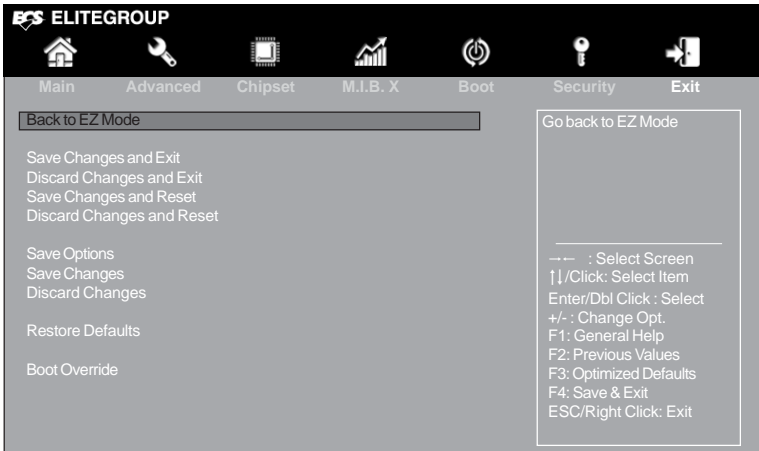 ECS ELITEGROUP
Main Advanced Chipset M.I.B. X Boot Security Exit
Back to EZ Mode
Save Changes and Exit
Discard Changes and Exit
Save Changes and Reset
Discard Changes and Reset
Save Options
Save Changes
Discard Changes
Restore Defaults
Boot Override
Go back to EZ Mode
→← : Select Screen
↑↓/Click: Select Item
Enter/Dbl Click : Select
+/- : Change Opt.
F1: General Help
F2: Previous Values
F3: Optimized Defaults
F4: Save & Exit
ESC/Right Click: Exit